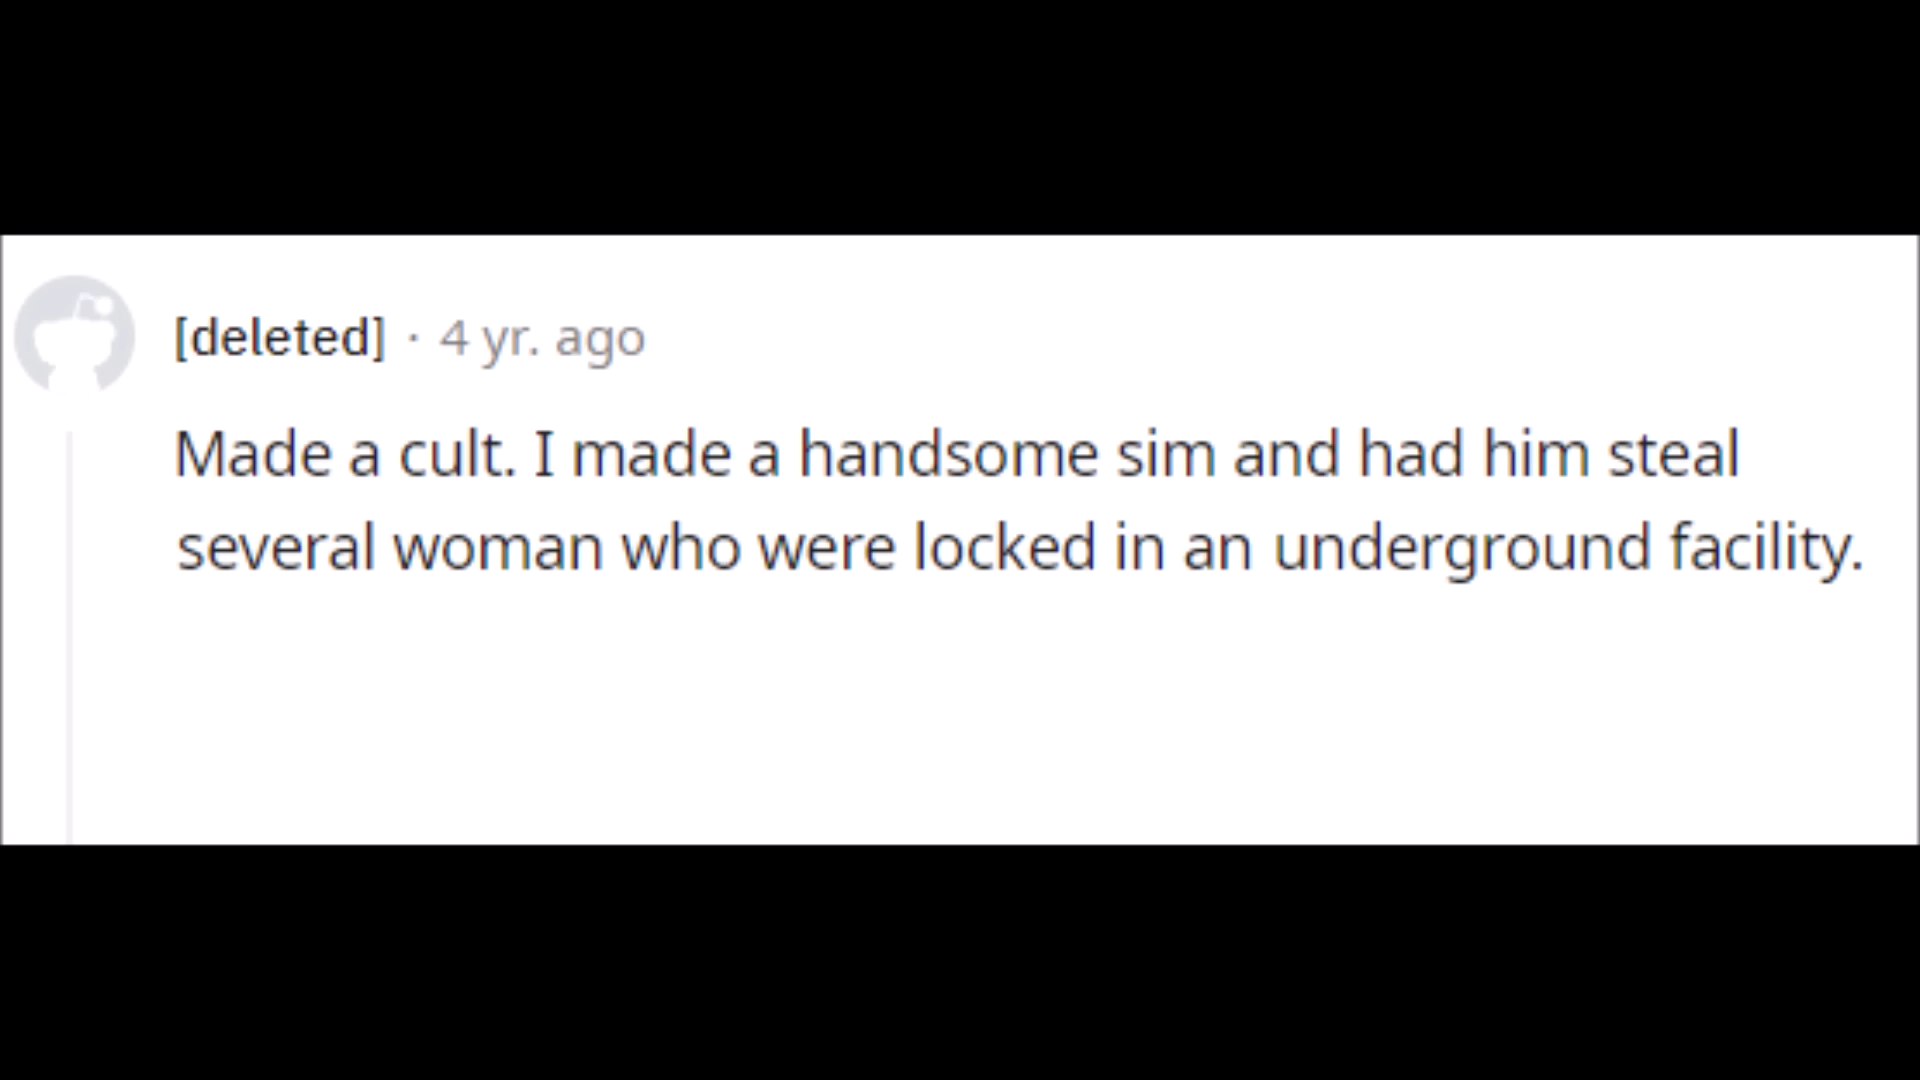 [deleted] · 4 yr. ago
Made a cult. I made a handsome sim and had him steal
several woman who were locked in an underground facility.